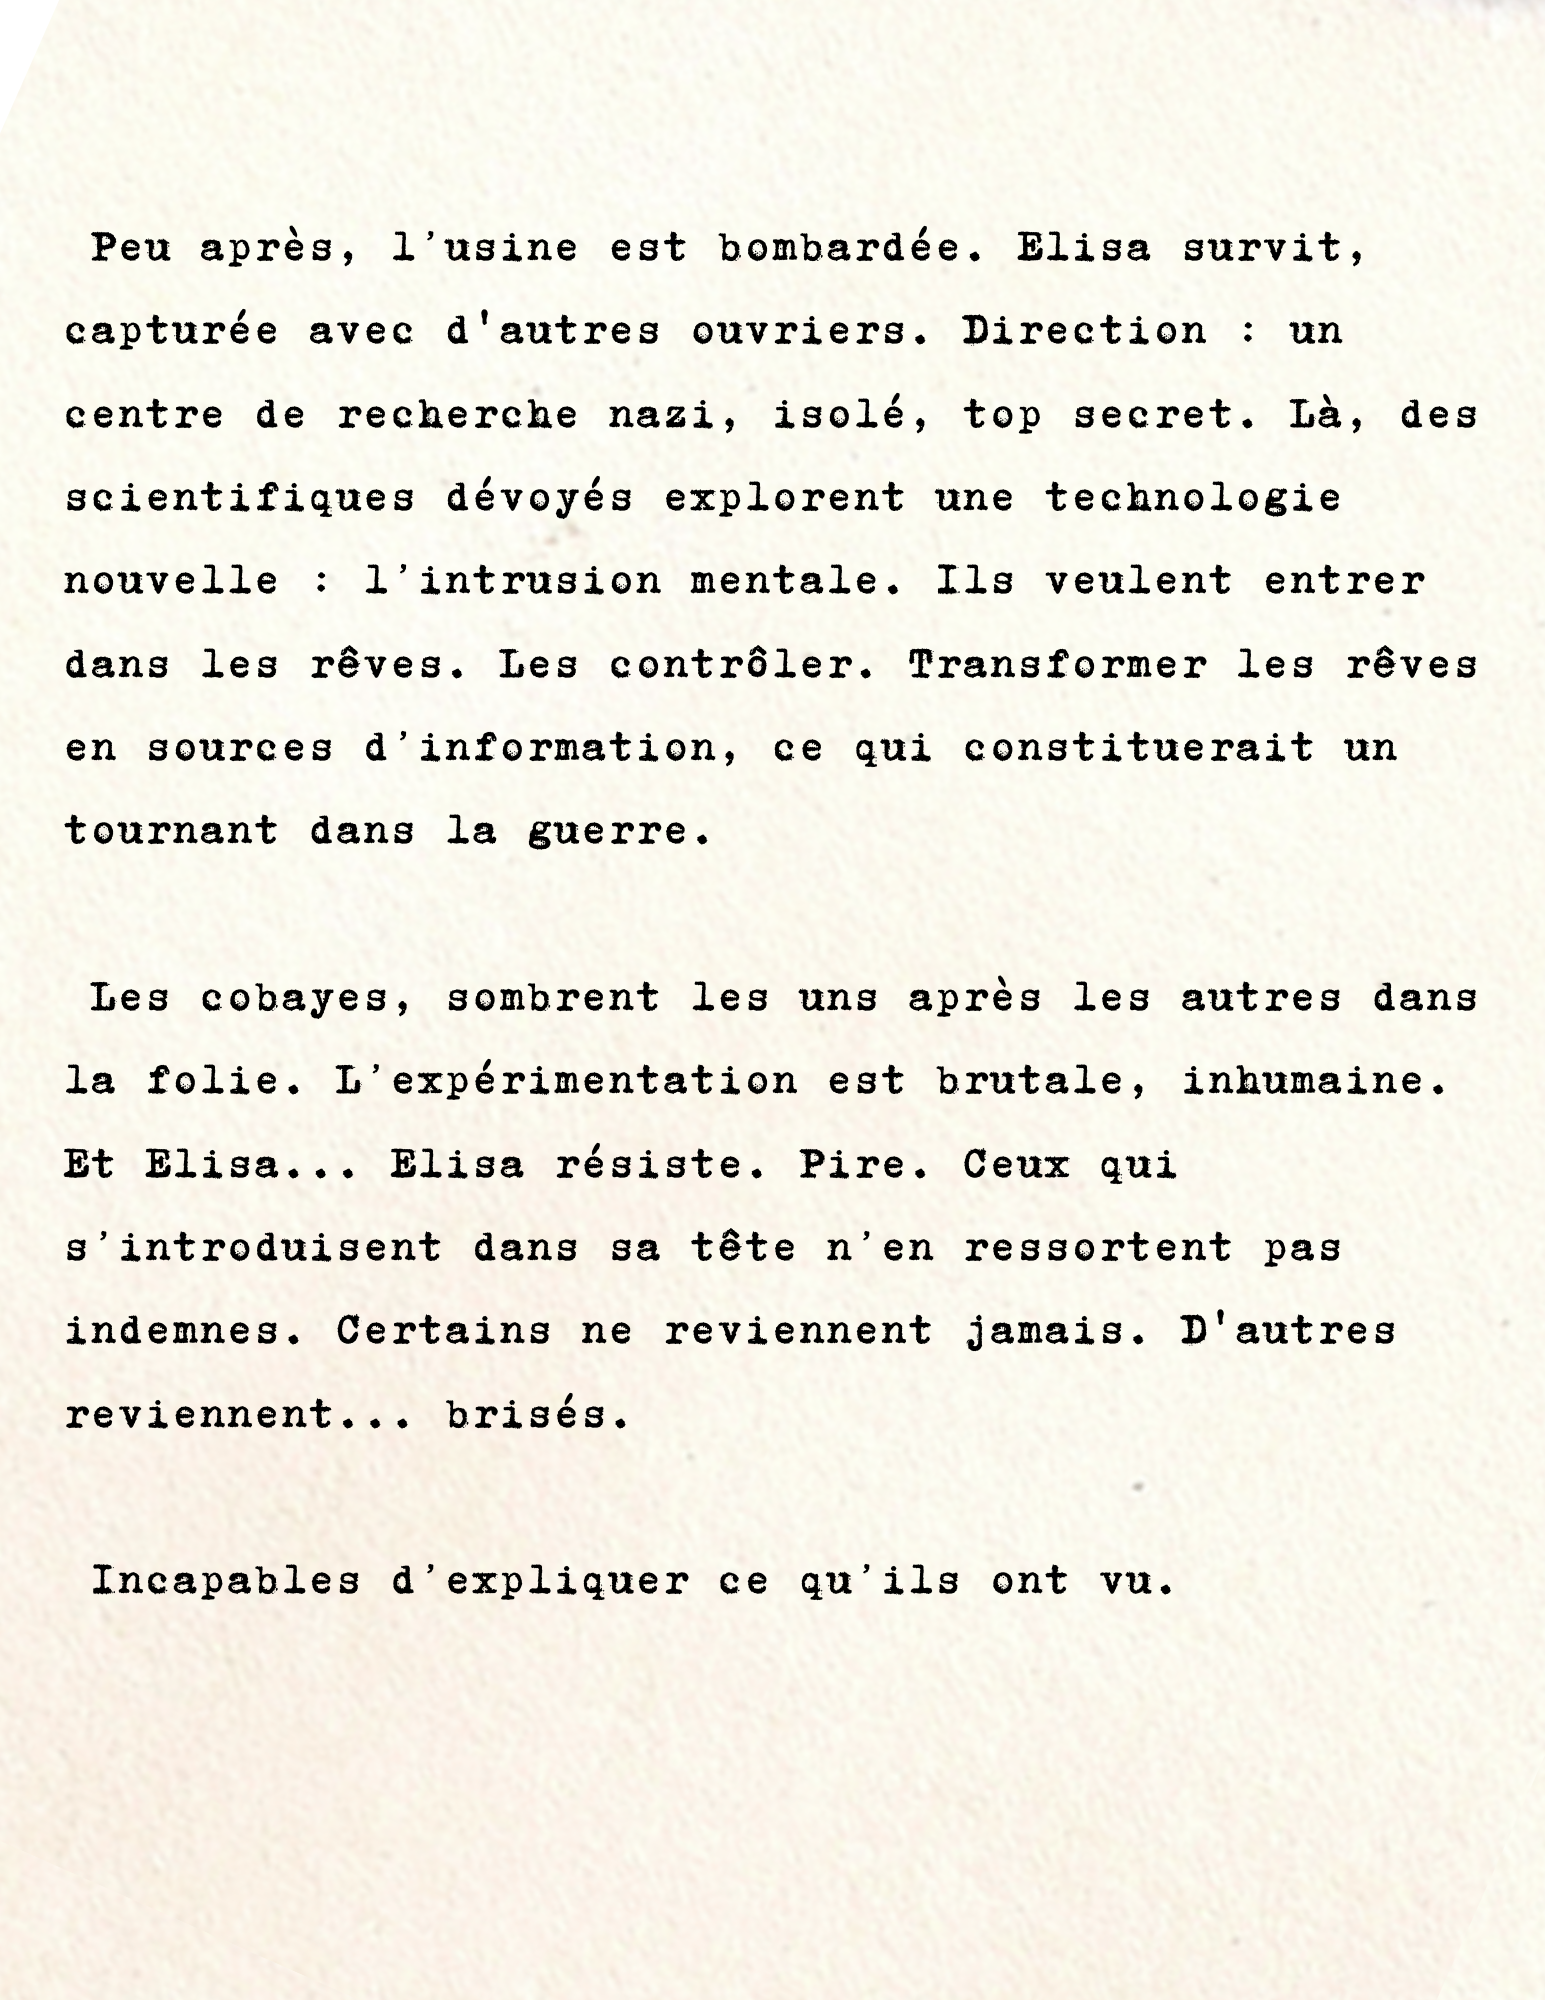 Peu après, l’usine est bombardée. Elisa survit,
capturée avec d'autres ouvriers. Direction : un
centre de recherche nazi, isolé, top secret. Là, des
scientifiques dévoyés explorent une technologie
nouvelle : l’intrusion mentale. Ils veulent entrer
dans les rêves. Les contrôler. Transformer les rêves
en sources d’information, ce qui constituerait un
tournant dans la guerre.
Les cobayes, sombrent les uns après les autres dans
la folie. L’expérimentation est brutale, inhumaine.
Et Elisa... Elisa résiste. Pire. Ceux qui
s’introduisent dans sa tête n’en ressortent pas
indemnes. Certains ne reviennent jamais. D'autres
reviennent... brisés.
Incapables d’expliquer ce qu’ils ont vu.